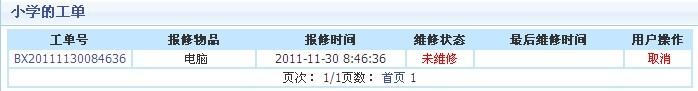 小学的工单
工单号 报修物品 报修时间 维修状态 最后维修时间 用户操作
BX20111130084636 电脑 2011-11-30 8:46:36 未维修 取消
页次： 1/1页数： 首页 1